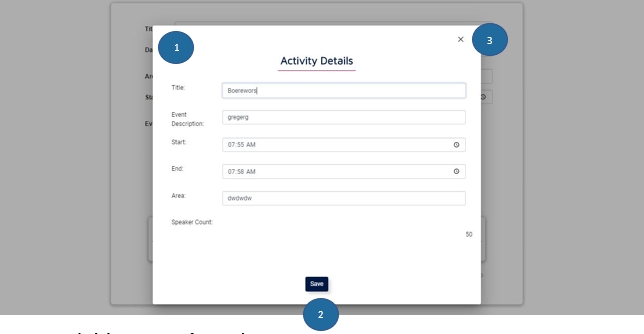 1
3
×
Activity Details
Title:
Boerewors
Event
Description:
gregerg
Start:
07:55 AM
End:
07:58 AM
Area:
dwdwdw
Speaker Count:
50
Save
2